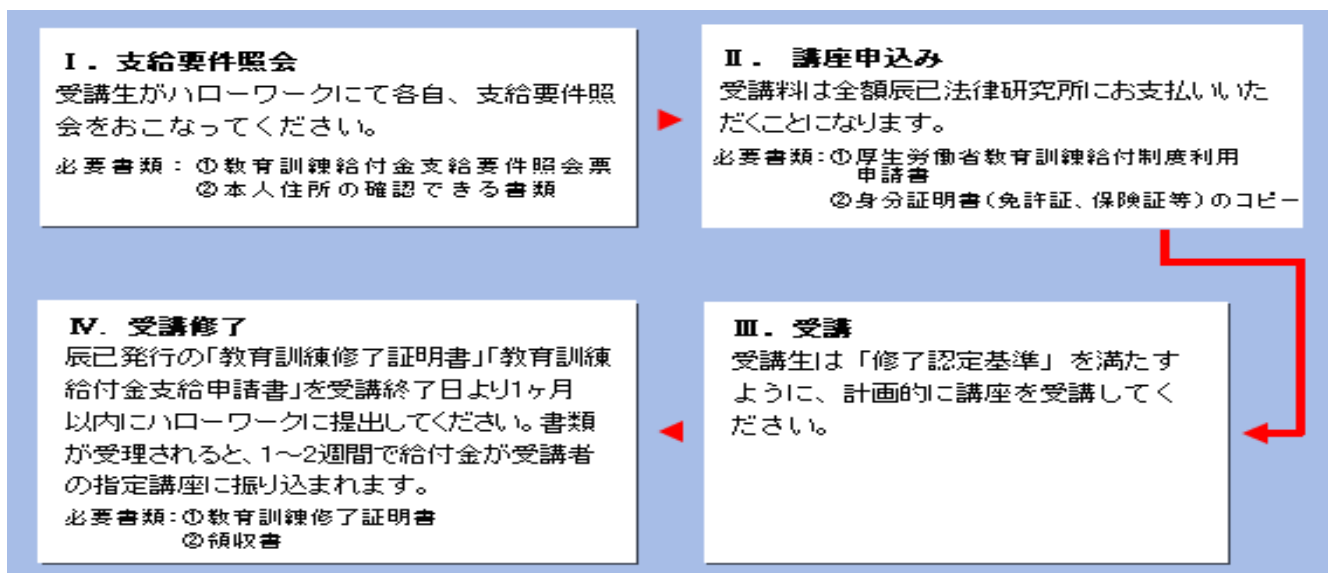 Ⅰ．支給要件照会
受講生がハローワークにて各自、支給要件照
会をおこなってください。
必要書類：①教育訓練給付金支給要件照会票
②本人住所の確認できる書類
Ⅱ． 講座申込み
受講料は全額辰已法律研究所にお支払いいた
だくことになります。
必要書類：①厚生労働省教育訓練給付制度利用
申請書
②身分証明書（免許証、保険証等）のコピー
Ⅲ．受講
受講生は「修了認定基準」を満たす
ように、計画的に講座を受講してく
ださい。
Ⅳ．受講修了
辰已発行の「教育訓練修了証明書」「教育訓練
給付金支給申請書」を受講終了日より1ヶ月
以内にハローワークに提出してください。書類
が受理されると、1～2週間で給付金が受講者
の指定講座に振り込まれます。
必要書類：①教育訓練修了証明書
②領収書